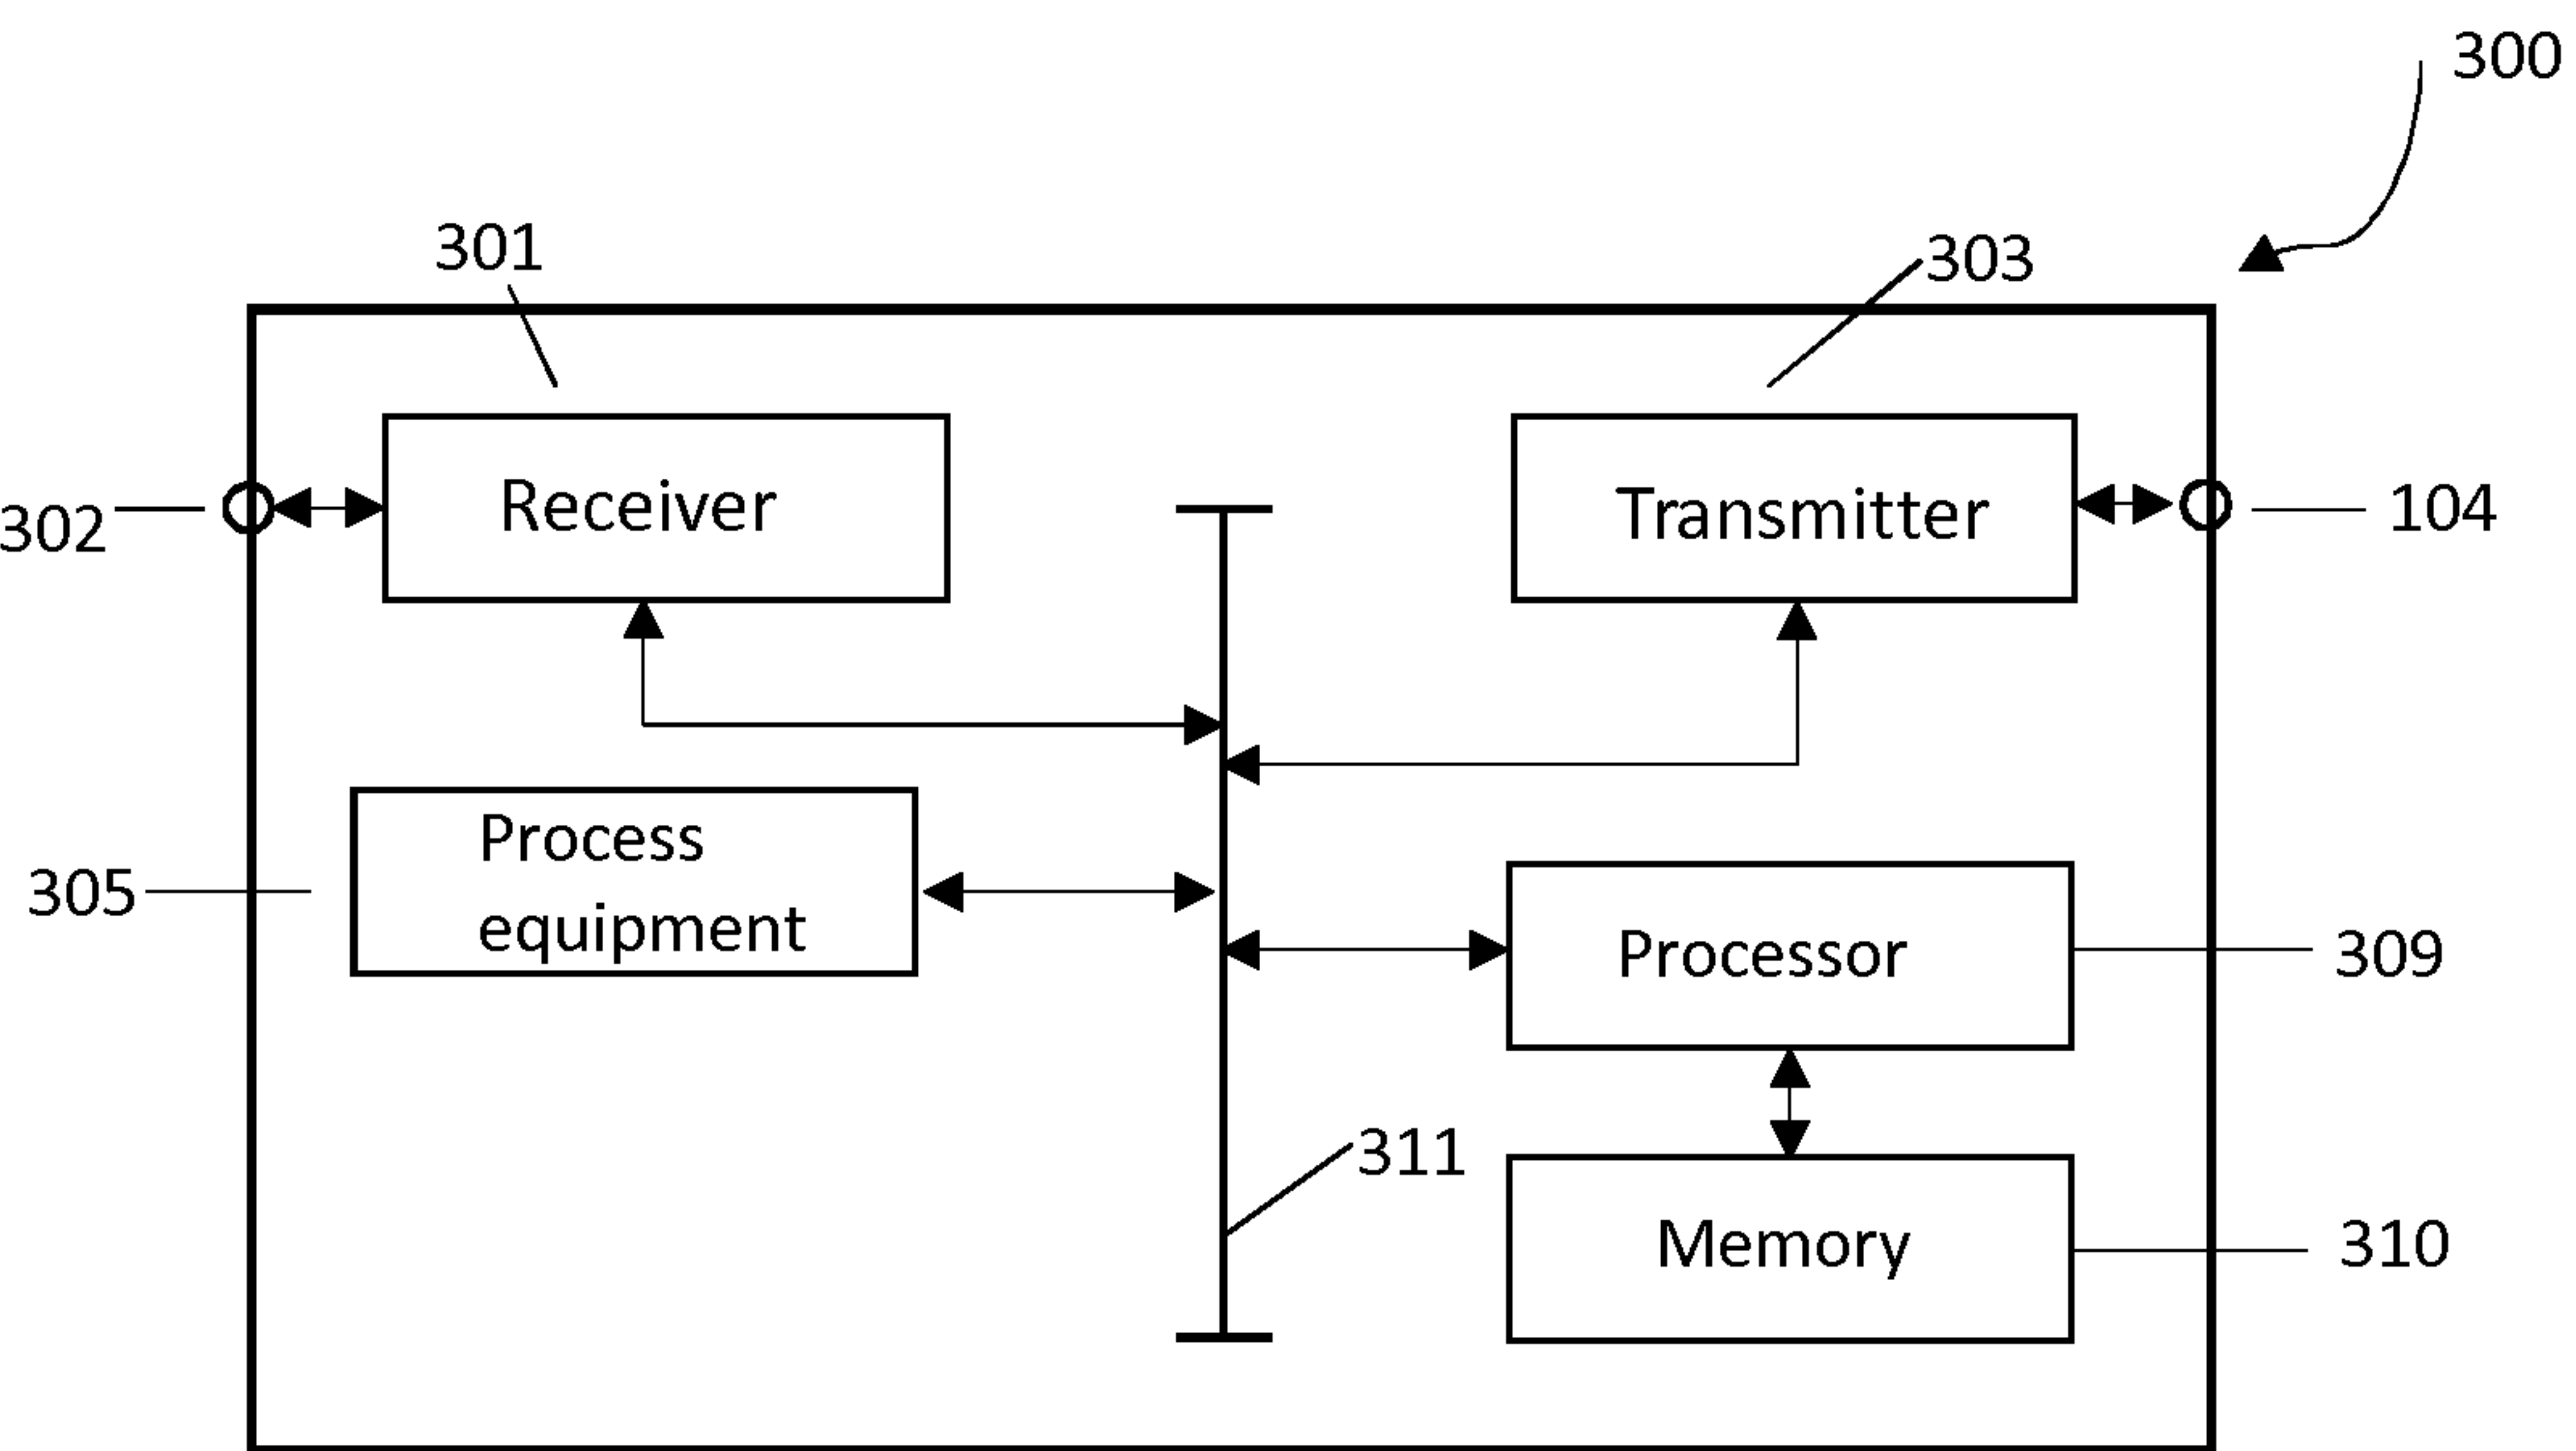 300
301
303
Receiver
Transmitter
302
104
Process
equipment
305
Processor
309
311
Memory
310